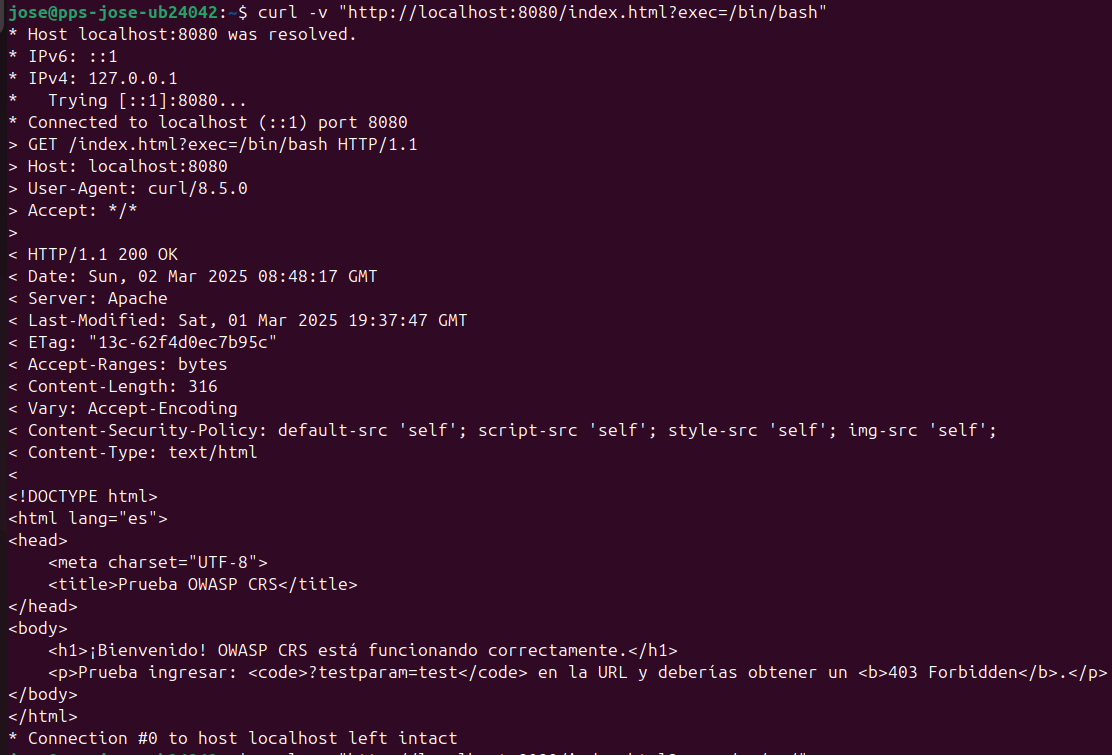 jose@pps-jose-ub24042:~$ curl -v "http://localhost:8080/index.html?exec=/bin/bash"
* Host localhost:8080 was resolved.
* IPv6: ::1
* IPv4: 127.0.0.1
*   Trying [::1]:8080...
* Connected to localhost (::1) port 8080
> GET /index.html?exec=/bin/bash HTTP/1.1
> Host: localhost:8080
> User-Agent: curl/8.5.0
> Accept: */*
>
< HTTP/1.1 200 OK
< Date: Sun, 02 Mar 2025 08:48:17 GMT
< Server: Apache
< Last-Modified: Sat, 01 Mar 2025 19:37:47 GMT
< ETag: "13c-62f4d0ec7b95c"
< Accept-Ranges: bytes
< Content-Length: 316
< Vary: Accept-Encoding
< Content-Security-Policy: default-src 'self'; script-src 'self'; style-src 'self'; img-src 'self';
< Content-Type: text/html
<
<!DOCTYPE html>
<html lang="es">
<head>
    <meta charset="UTF-8">
    <title>Prueba OWASP CRS</title>
</head>
<body>
    <h1>¡Bienvenido! OWASP CRS está funcionando correctamente.</h1>
    <p>Prueba ingresar: <code>?testparam=test</code> en la URL y deberías obtener un <b>403 Forbidden</b>.</p>
</body>
</html>
* Connection #0 to host localhost left intact